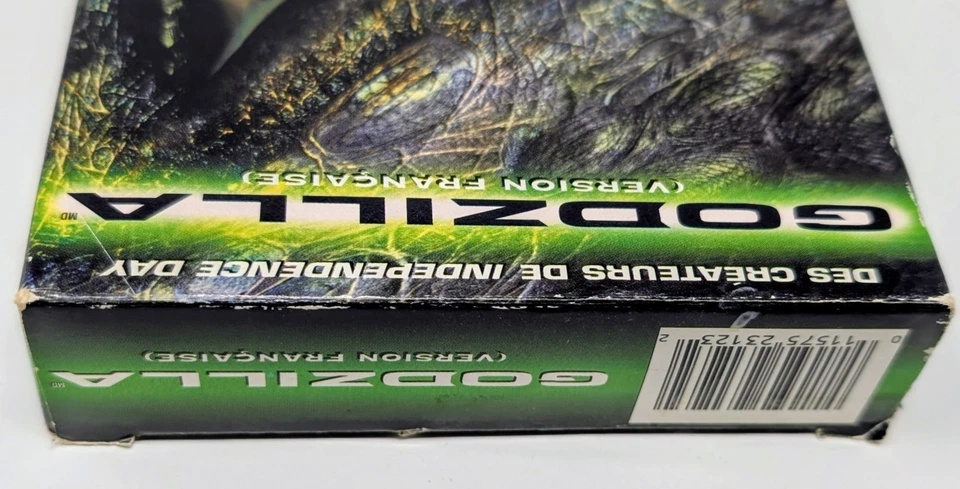 GODZILLA MD
(VERSION FRANÇAISE)
0 11575 23123 2
DES CRÉATEURS DE INDEPENDENCE DAY
GODZILLA MD
(VERSION FRANÇAISE)